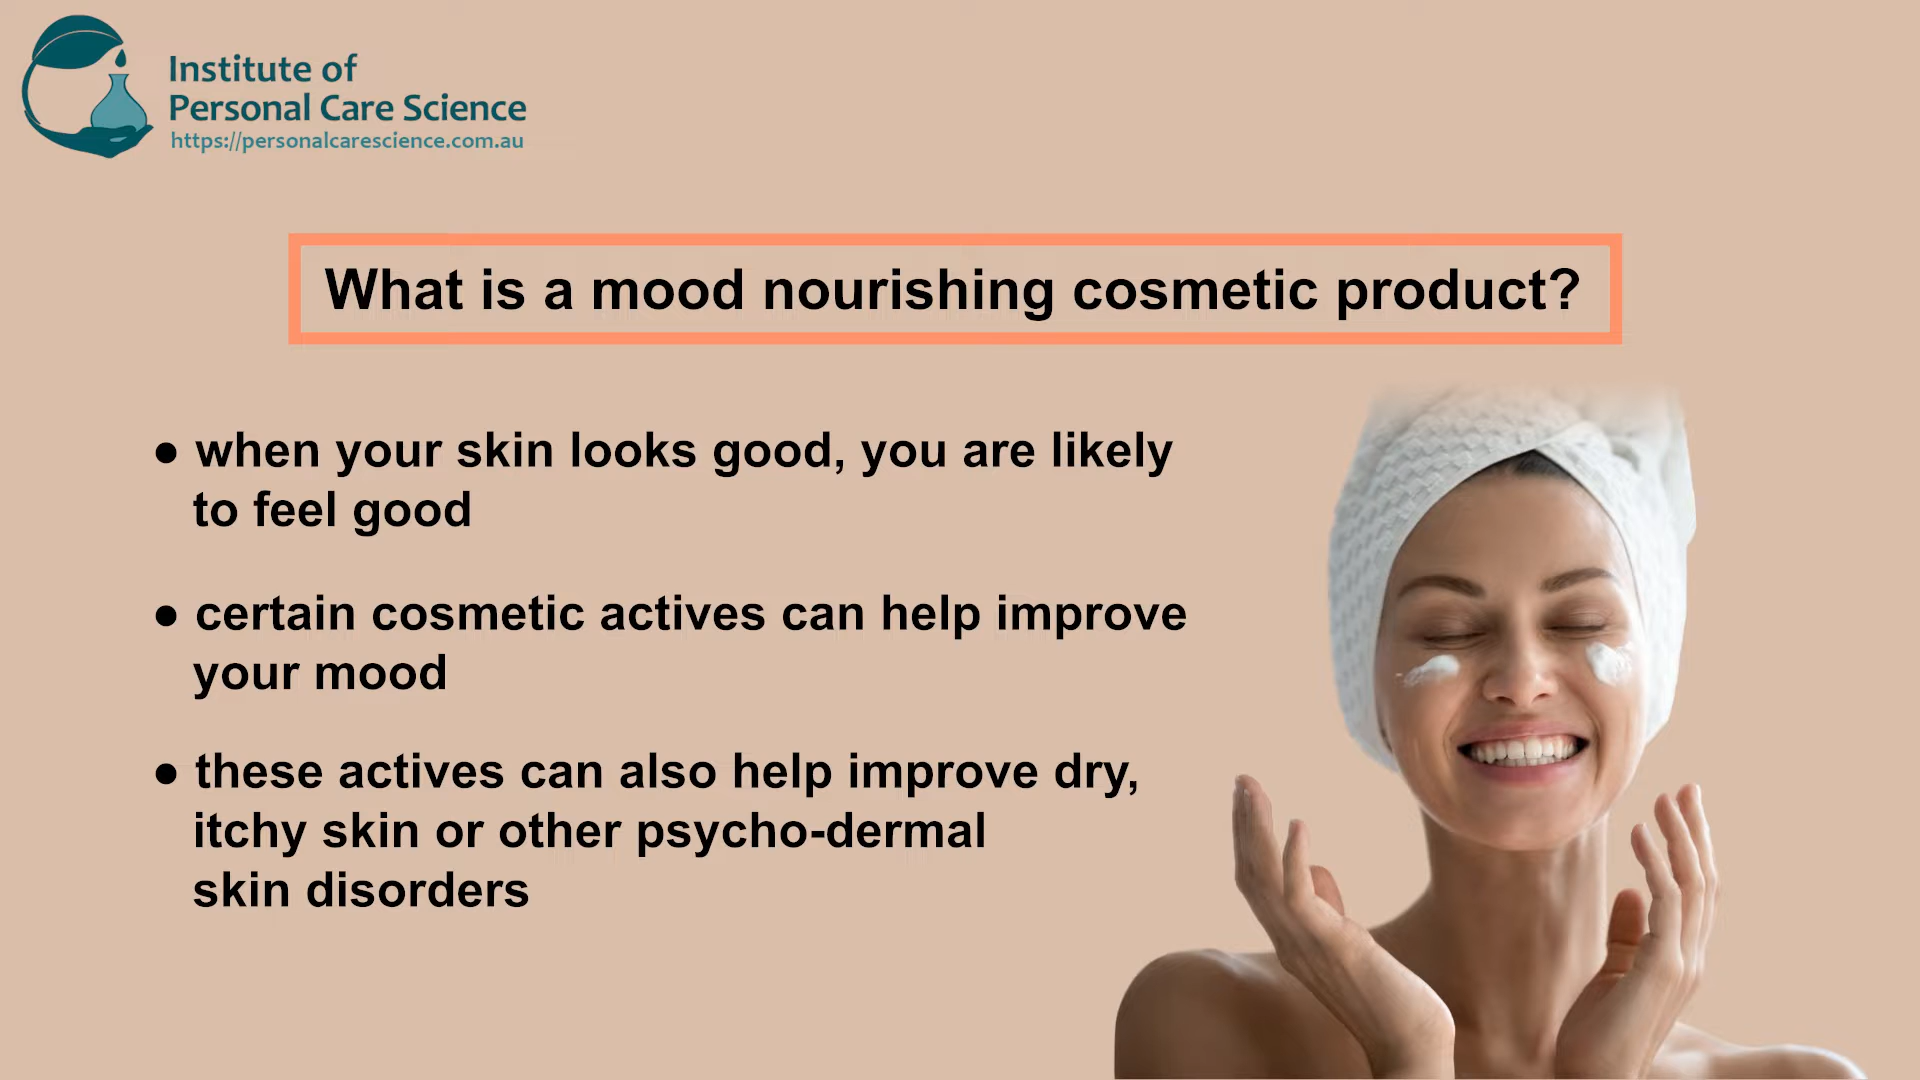 Institute of
Personal Care Science
https://personalcarescience.com.au
What is a mood nourishing cosmetic product?
● when your skin looks good, you are likely
to feel good
● certain cosmetic actives can help improve
your mood
● these actives can also help improve dry,
itchy skin or other psycho-dermal
skin disorders